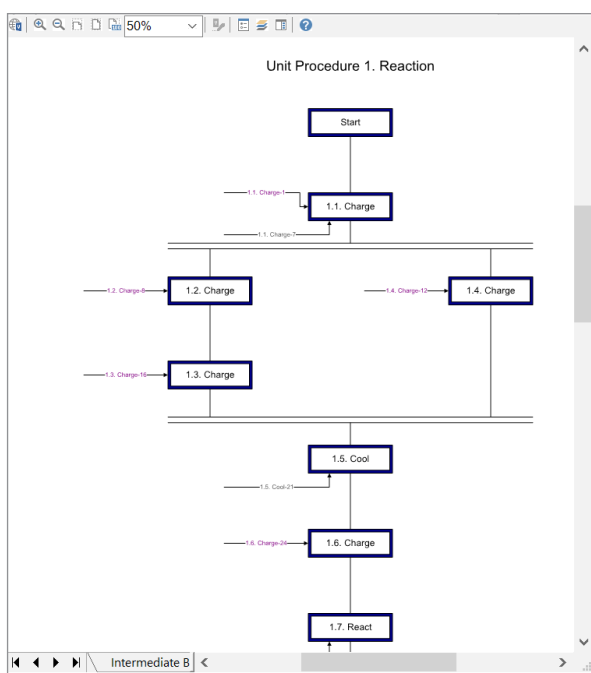 50%
Unit Procedure 1. Reaction
Start
1.1. Charge-1
1.1. Charge
1.1. Charge-7
1.2. Charge-8
1.2. Charge
1.4. Charge-12
1.4. Charge
1.3. Charge-16
1.3. Charge
1.5. Cool
1.5. Cool-21
1.6. Charge-24
1.6. Charge
1.7. React
Intermediate B